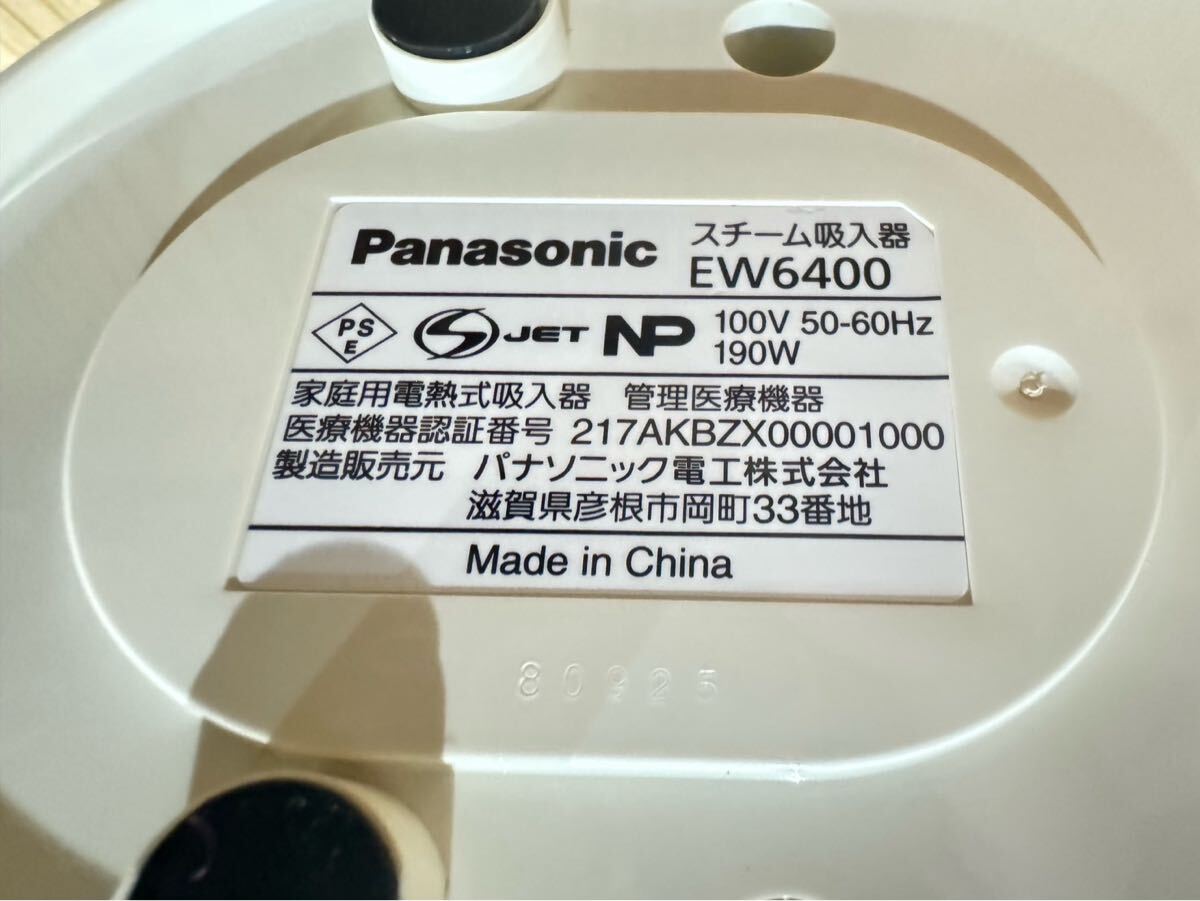 Panasonic スチーム吸入器
EW6400
PS
E
JET NP 100V 50-60Hz
190W
家庭用電熱式吸入器 管理医療機器
医療機器認証番号 217AKBZX00001000
製造販売元 パナソニック電工株式会社
滋賀県彦根市岡町33番地
Made in China
80925